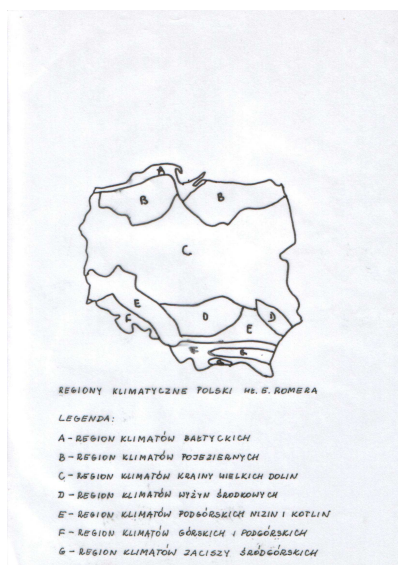 A
B
B
C
E
F
D
D
E
F
G
G
REGIONY KLIMATYCZNE POLSKI WŁ. E. ROMERA
LEGENDA:
A - REGION KLIMATÓW BAŁTYCKICH
B - REGION KLIMATÓW POJEZIERNYCH
C - REGION KLIMATÓW KRAINY WIELKICH DOLIN
D - REGION KLIMATÓW WYŻYN ŚRODKOWYCH
E - REGION KLIMATÓW PODGÓRSKICH NIZIN I KOTLIN
F - REGION KLIMATÓW GÓRSKICH I PODGÓRSKICH
G - REGION KLIMATÓW ZACISZY ŚRÓDGÓRSKICH